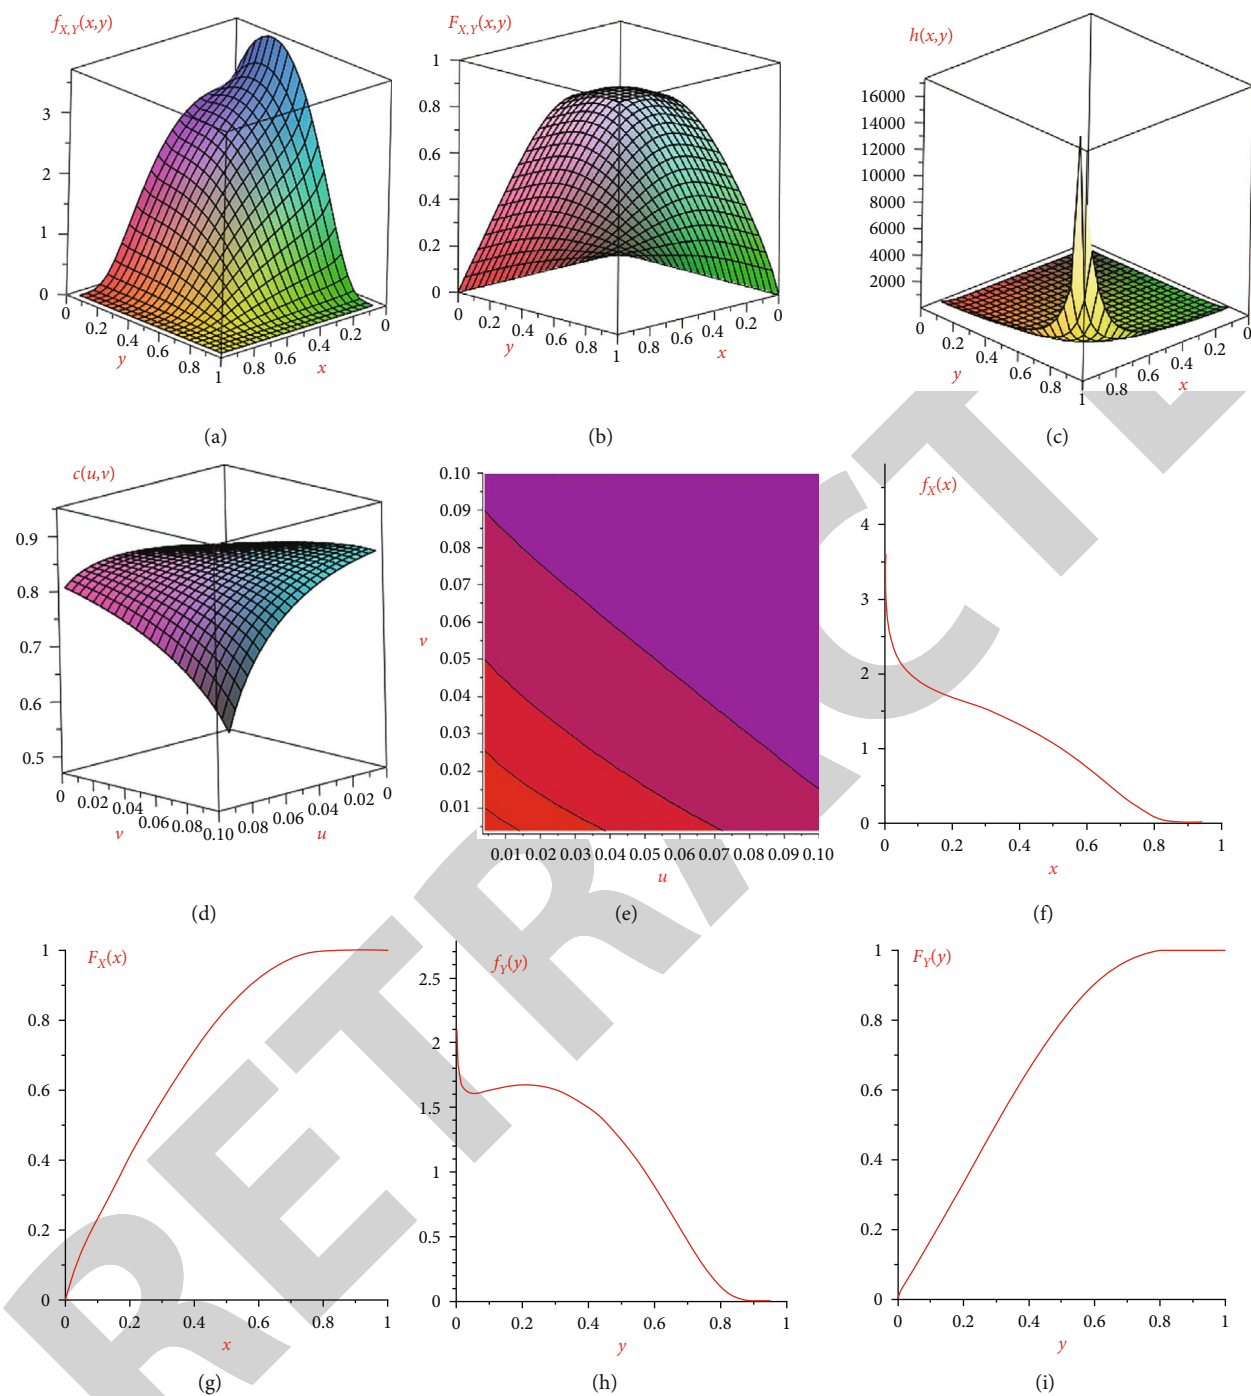 f_{X,Y}(x,y)
3
2
1
0
0 0.2 0.4 0.6 0.8 1
y
0.8 0.6 0.4 0.2 0
x
(a)
F_{X,Y}(x,y)
1
0.8
0.6
0.4
0.2
0
0 0.2 0.4 0.6 0.8 1
y
0.8 0.6 0.4 0.2 0
x
(b)
h(x,y)
16000
14000
12000
10000
8000
6000
4000
2000
0 0.2 0.4 0.6 0.8 1
y
0.8 0.6 0.4 0.2 0
x
(c)
c(u,v)
0.9
0.8
0.7
0.6
0.5
0 0.02 0.04 0.06 0.08 0.10
v
0.08 0.06 0.04 0.02 0
u
(d)
0.10
0.09
0.08
0.07
0.06
0.05
0.04
0.03
0.02
0.01
v
0.01 0.02 0.03 0.04 0.05 0.06 0.07 0.08 0.09 0.10
u
(e)
f_X(x)
4
3
2
1
0
0 0.2 0.4 0.6 0.8 1
x
(f)
F_X(x)
1
0.8
0.6
0.4
0.2
0
0 0.2 0.4 0.6 0.8 1
x
(g)
f_Y(y)
2.5
2
1.5
1
0.5
0
0 0.2 0.4 0.6 0.8 1
y
(h)
F_Y(y)
1
0.8
0.6
0.4
0.2
0
0 0.2 0.4 0.6 0.8 1
y
(i)
RETRACTE